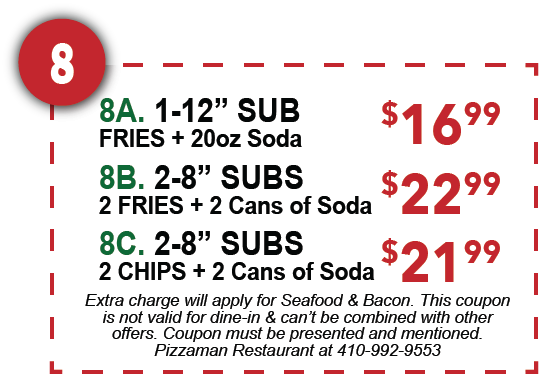 8
8A. 1-12” SUB $16.99
FRIES + 20oz Soda
8B. 2-8” SUBS $22.99
2 FRIES + 2 Cans of Soda
8C. 2-8” SUBS $21.99
2 CHIPS + 2 Cans of Soda
Extra charge will apply for Seafood & Bacon. This coupon
is not valid for dine-in & can’t be combined with other
offers. Coupon must be presented and mentioned.
Pizzaman Restaurant at 410-992-9553